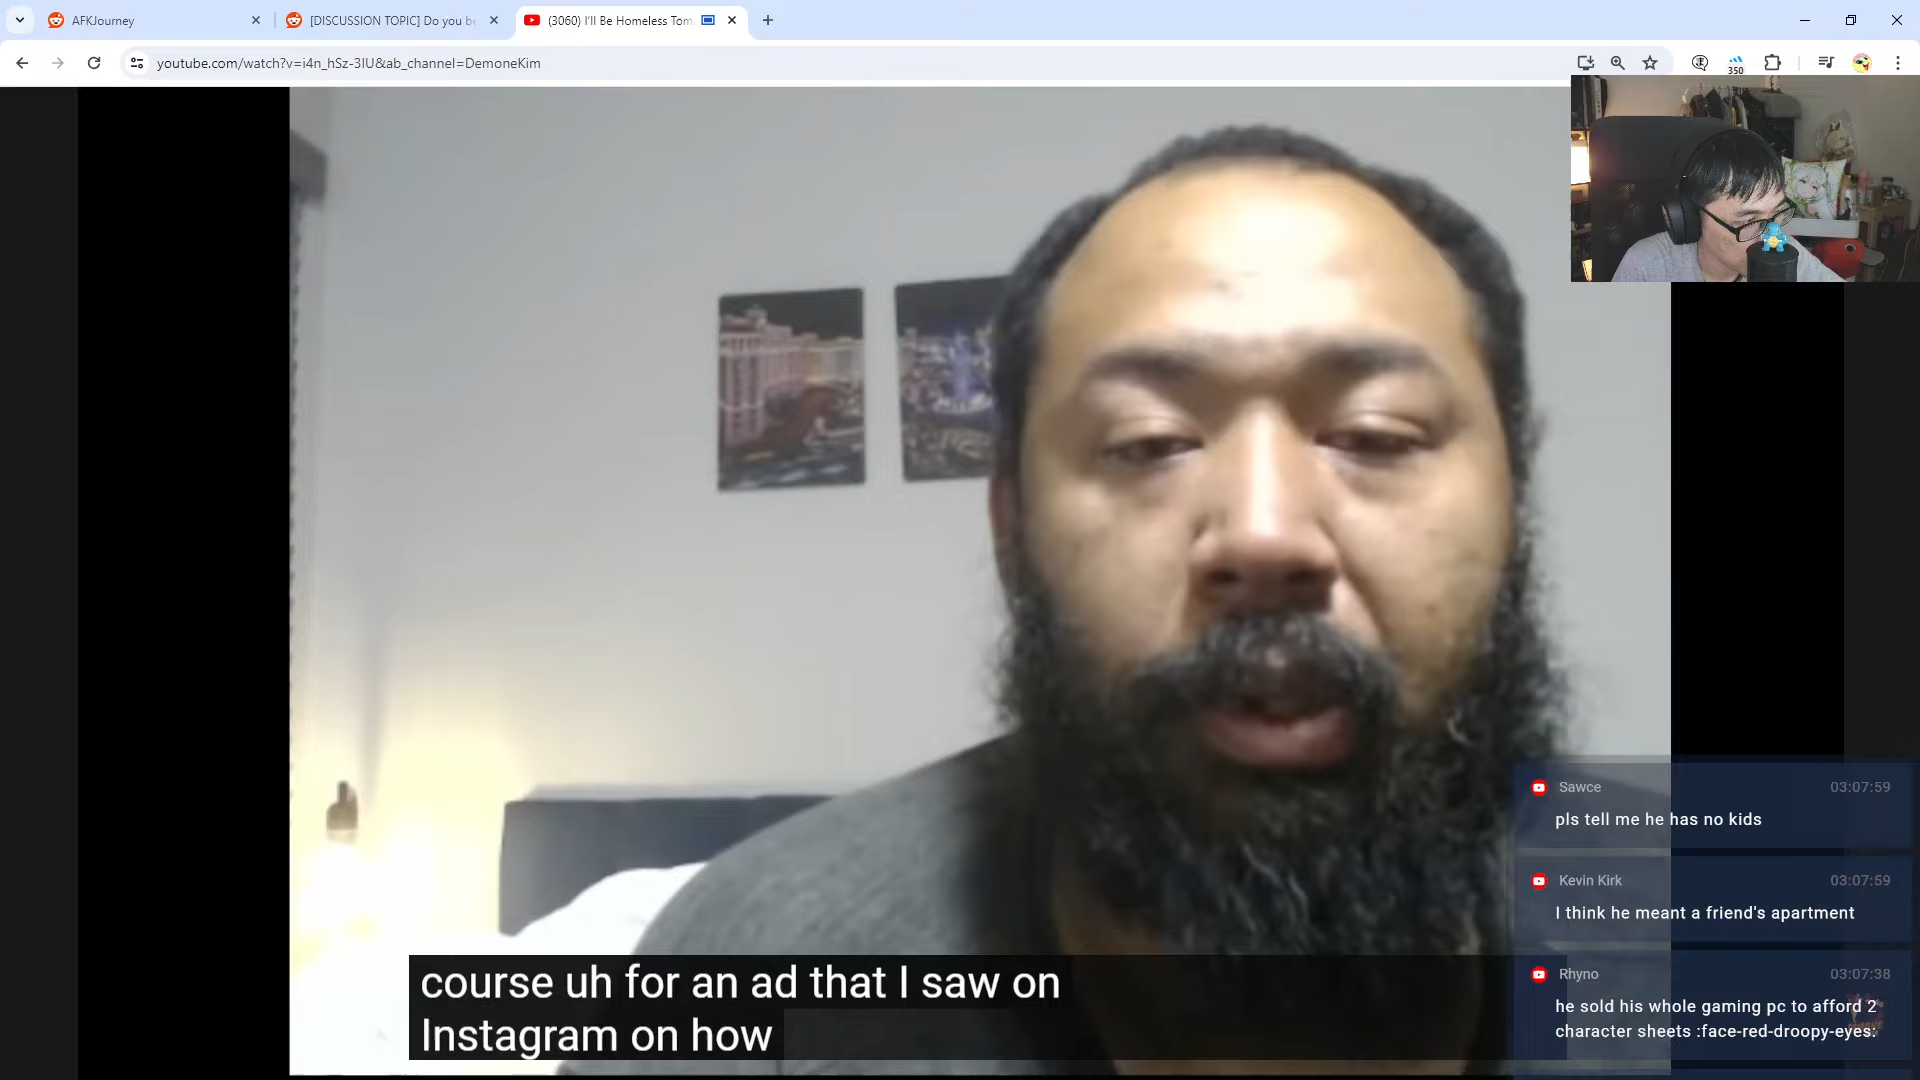 AFKJourney
[DISCUSSION TOPIC] Do you be
(3060) I'll Be Homeless Tom
youtube.com/watch?v=i4n_hSz-3IU&ab_channel=DemoneKim
350
Sawce 03:07:59
pls tell me he has no kids
Kevin Kirk 03:07:59
I think he meant a friend's apartment
Rhyno 03:07:38
he sold his whole gaming pc to afford 2
character sheets :face-red-droopy-eyes:
course uh for an ad that I saw on
Instagram on how